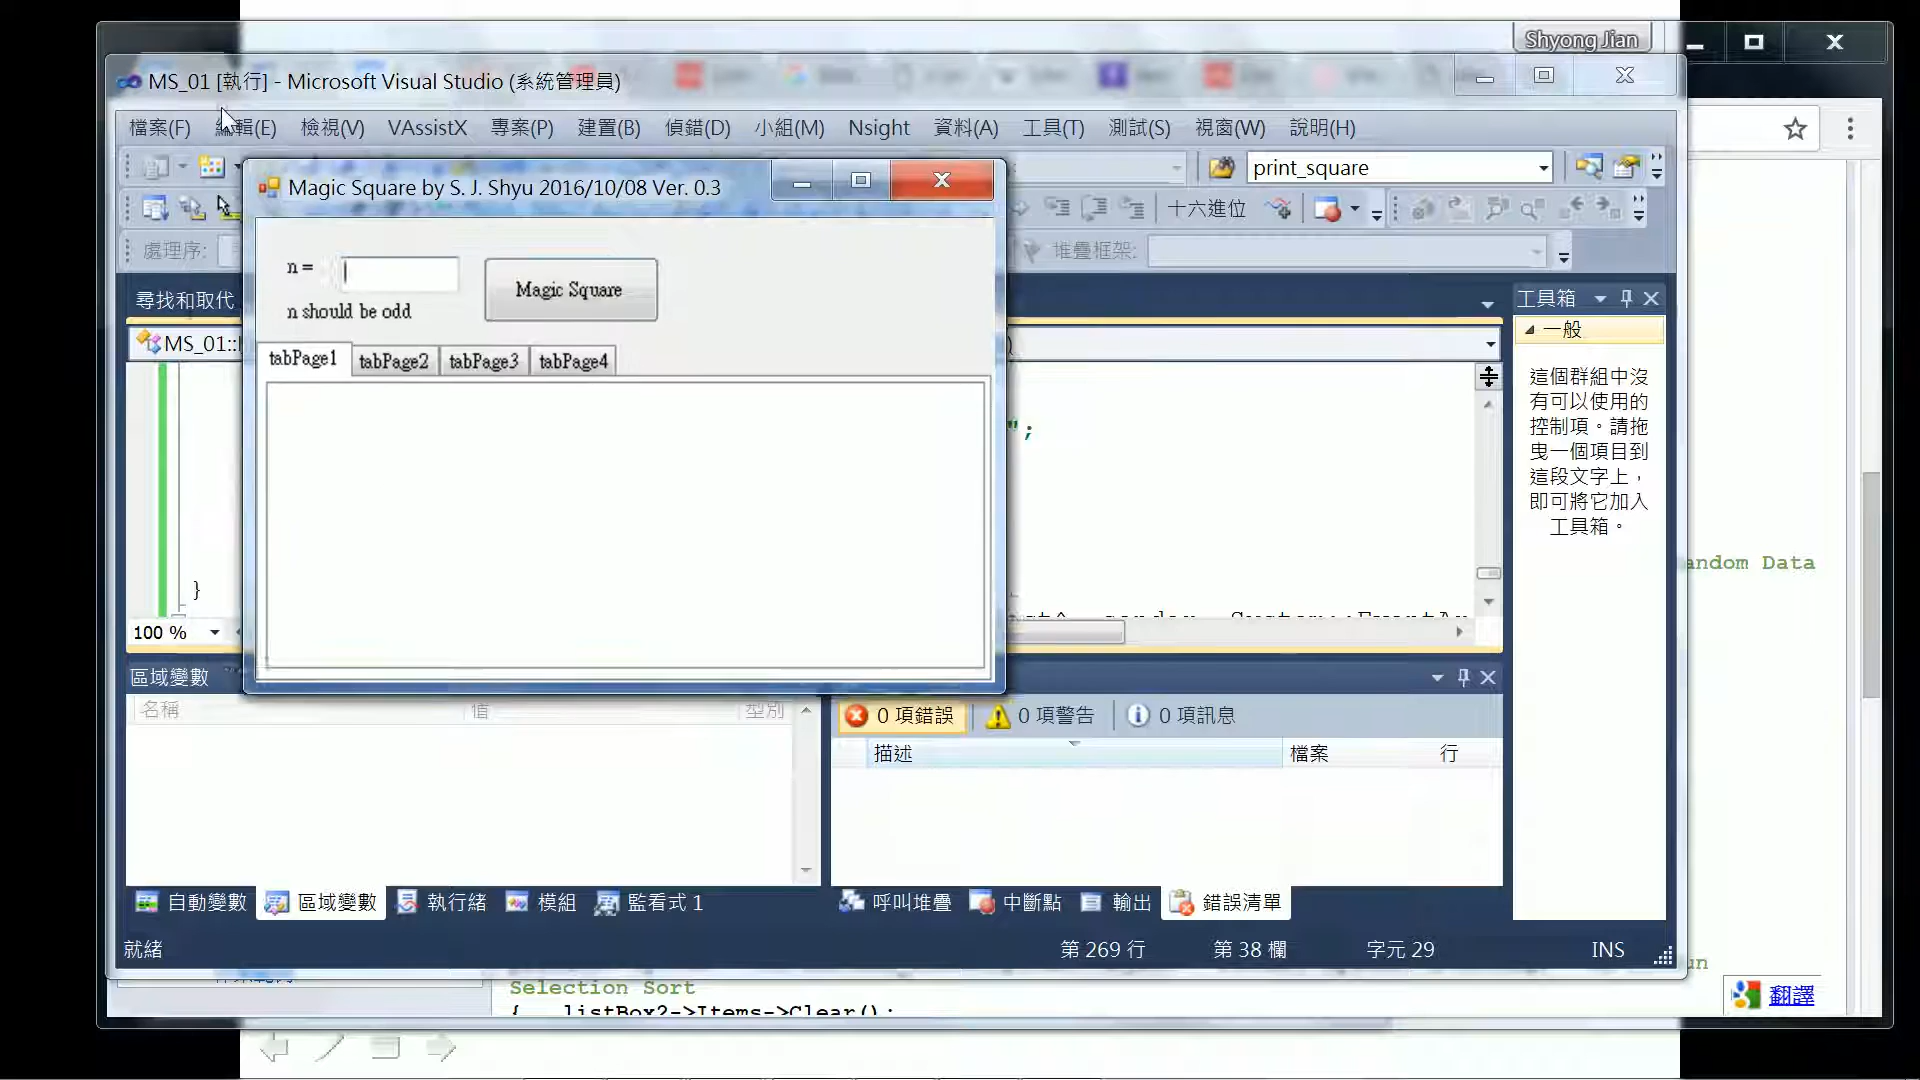 Shyong Jian
MS_01 [執行] - Microsoft Visual Studio (系統管理員)
檔案(F) 編輯(E) 檢視(V) VAssistX 專案(P) 建置(B) 偵錯(D) 小組(M) Nsight 資料(A) 工具(T) 測試(S) 視窗(W) 說明(H)
print_square
Magic Square by S. J. Shyu 2016/10/08 Ver. 0.3
十六進位
處理序:
堆疊框架:
n =
Magic Square
n should be odd
尋找和取代
工具箱
MS_01::
一般
tabPage1 tabPage2 tabPage3 tabPage4
這個群組中沒
有可以使用的
控制項。請拖
曳一個項目到
這段文字上，
即可將它加入
工具箱。
";
andom Data
}
100 %
區域變數
名稱 值 型別
0 項錯誤 0 項警告 0 項訊息
描述 檔案 行
自動變數 區域變數 執行緒 模組 監看式 1
呼叫堆疊 中斷點 輸出 錯誤清單
就緒 第 269 行 第 38 欄 字元 29 INS
un
Selection Sort
{ listBox2->Items->Clear();
翻譯